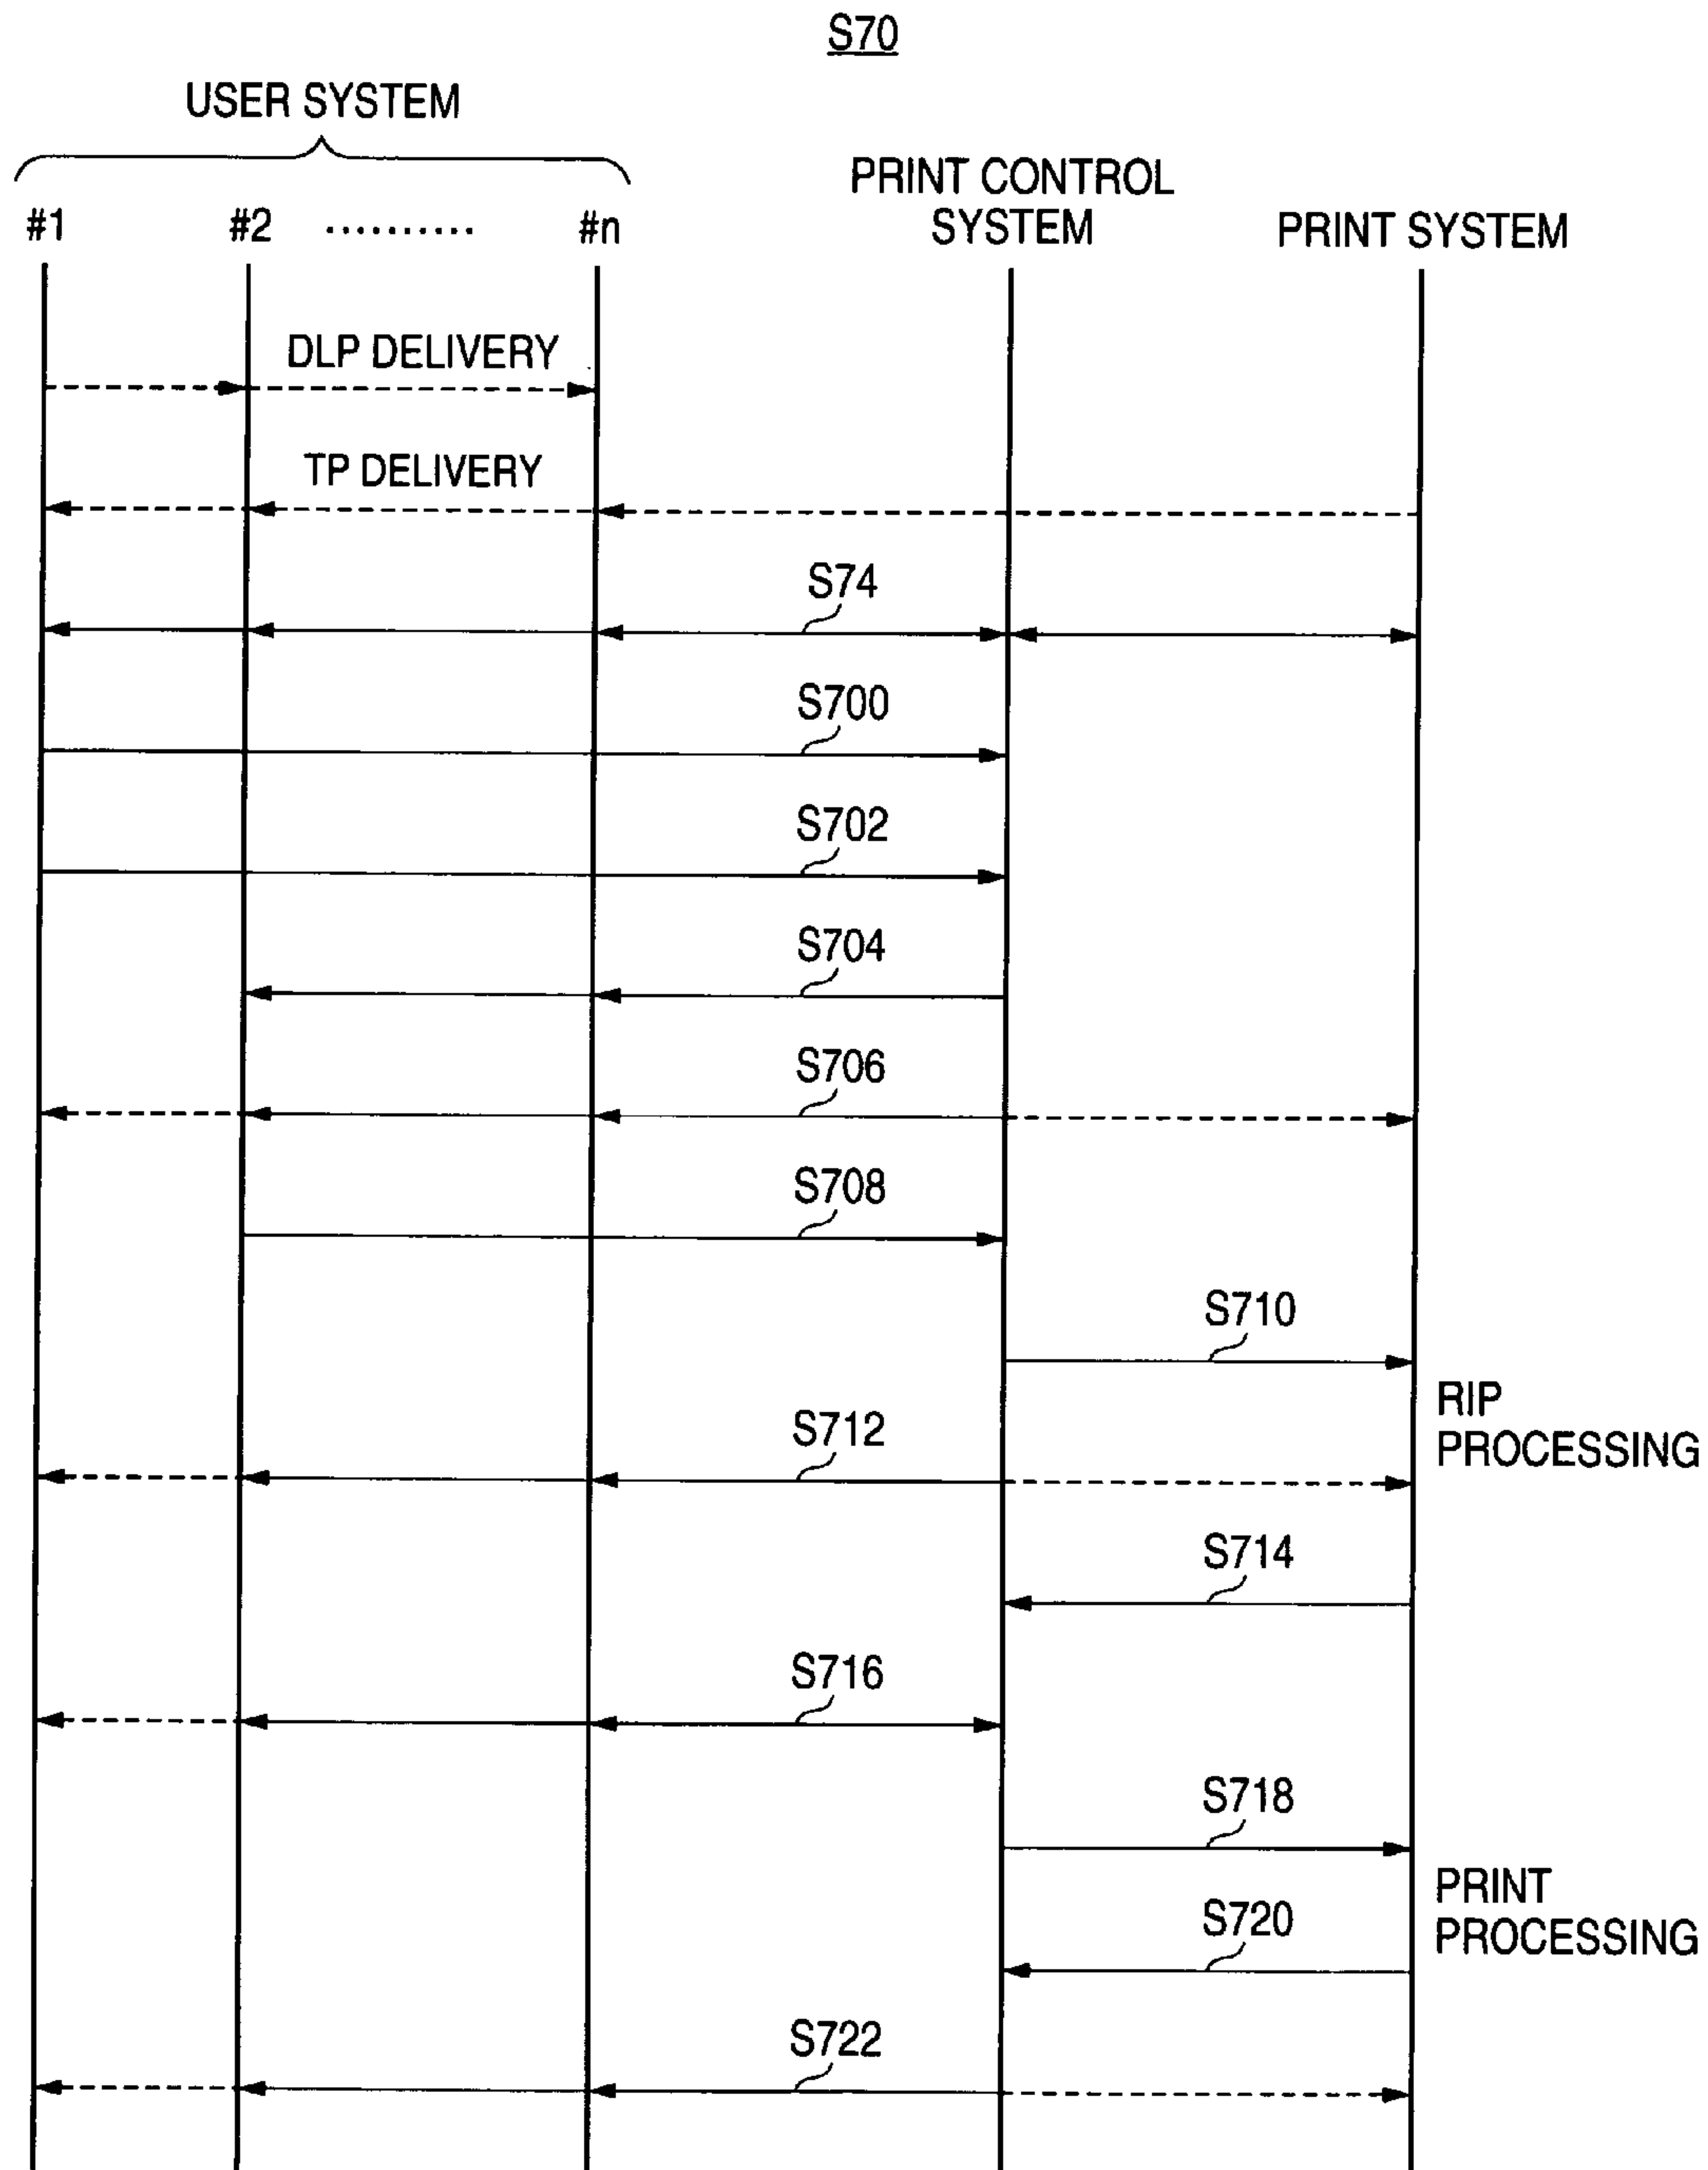 S70
USER SYSTEM
PRINT CONTROL
SYSTEM
PRINT SYSTEM
#1
#2
..........
#n
DLP DELIVERY
TP DELIVERY
S74
S700
S702
S704
S706
S708
S710
RIP
PROCESSING
S712
S714
S716
S718
PRINT
PROCESSING
S720
S722